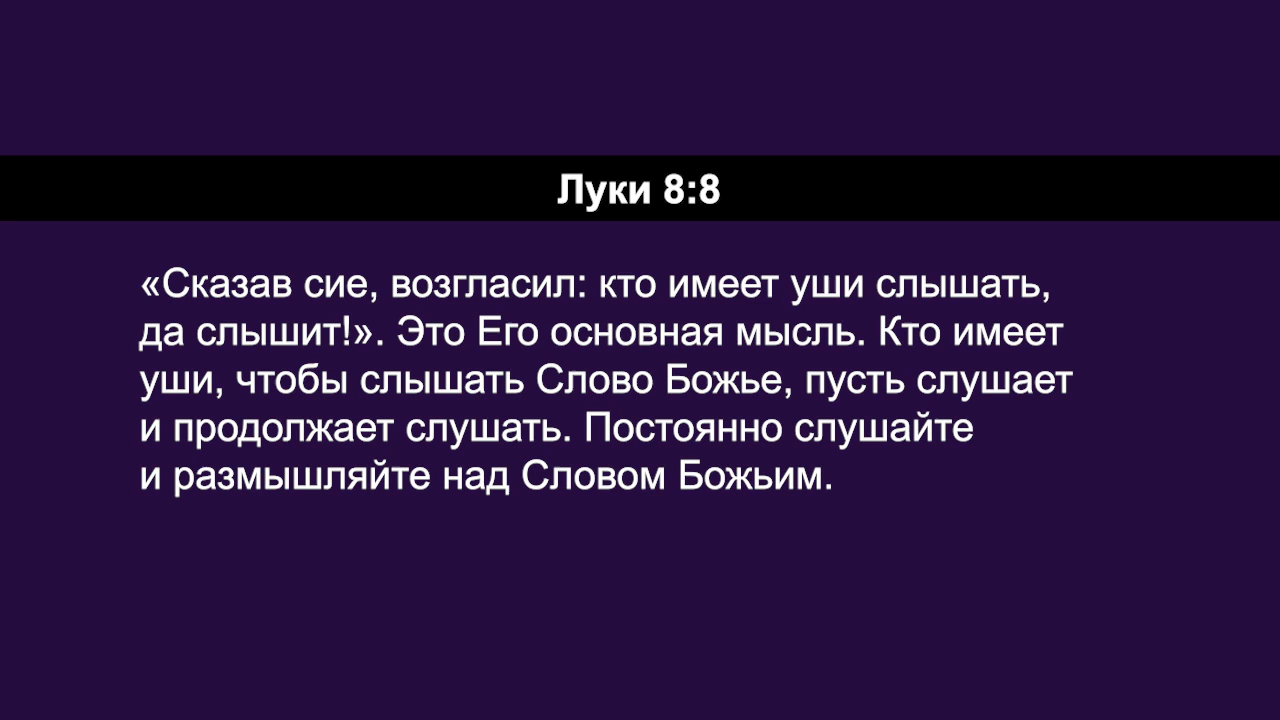 Луки 8:8
«Сказав сие, возгласил: кто имеет уши слышать,
да слышит!». Это Его основная мысль. Кто имеет
уши, чтобы слышать Слово Божье, пусть слушает
и продолжает слушать. Постоянно слушайте
и размышляйте над Словом Божьим.